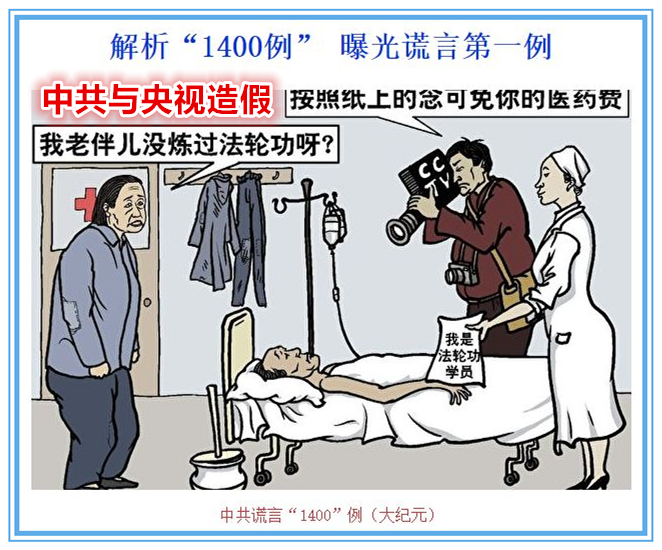 解析“1400例” 曝光谎言第一例
中共与央视造假
按照纸上的念可免你的医药费
我老伴儿没炼过法轮功呀?
CC
TV
我是
法轮功
学员
中共谎言“1400”例（大纪元）